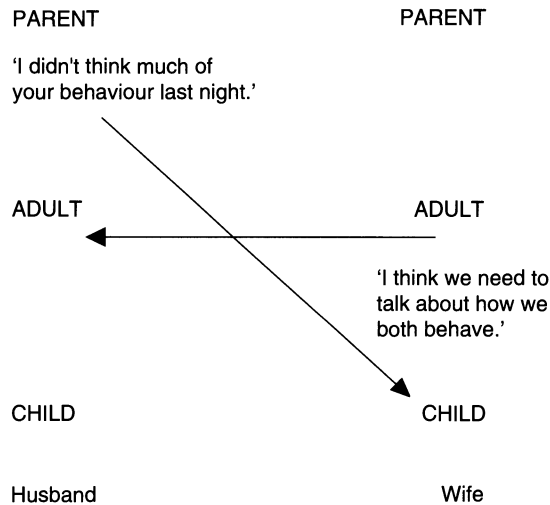 PARENT PARENT
‘I didn't think much of
your behaviour last night.’
ADULT ADULT
‘I think we need to
talk about how we
both behave.’
CHILD CHILD
Husband Wife